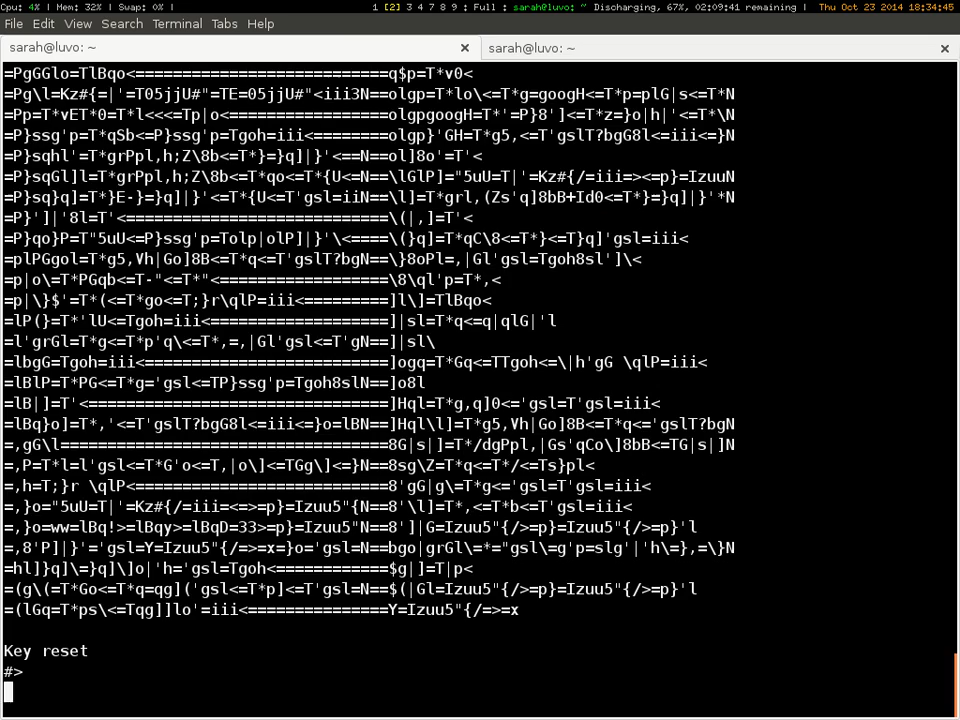 Cpu: 4% | Mem: 32% | Swap: 0% |
1 [2] 3 4 7 8 9 : Full : sarah@luvo: ~ Discharging, 67%, 02:09:41 remaining | Thu Oct 23 2014 18:34:45
File Edit View Search Terminal Tabs Help
sarah@luvo: ~ ×
sarah@luvo: ~ ×
=PgGGlo=TlBqo<===========================q$p=T*v0<
=Pg\l=Kz#{=|'=T05jjU#"=TE=05jjU#"<iii3N==olgp=T*lo\<=T*g=googH<=T*p=plG|s<=T*N
=Pp=T*vET*0=T*l<<<=Tp|o<=================olgpgoogH=T*'=P}8']<=T*z=}o|h|'<=T*\N
=P}ssg'p=T*qSb<=P}ssg'p=Tgoh=iii<========olgp}'GH=T*g5,<=T'gslT?bgG8l<=iii<=}N
=P}sqhl'=T*grPpl,h;Z\8b<=T*}=}q]|}'<==N==ol]8o'=T'<
=P}sqGl]l=T*grPpl,h;Z\8b<=T*qo<=T*{U<=N==\lGlP]="5uU=T|'=Kz#{/=iii=><=p}=IzuuN
=P}sq}q]=T*}E-}=}q]|}'<=T*{U<=T'gsl=iiN==\l]=T*grl,(Zs'q]8bB+Id0<=T*}=}q]|}'*N
=P}']|'8l=T'<============================\(|,]=T'<
=P}qo}P=T"5uU<=P}ssg'p=Tolp|olP]|}'\<====\(}q]=T*qC\8<=T*}<=T}q]'gsl=iii<
=plPGgol=T*g5,Vh|Go]8B<=T*q<=T'gslT?bgN==\}8oPl=,|Gl'gsl=Tgoh8sl']\<
=p|o\=T*PGqb<=T-"<=T*"<==================\8\ql'p=T*,<
=p|\}$'=T*(<=T*go<=T;}r\qlP=iii<=========]l\]=TlBqo<
=lP(}=T*'lU<=Tgoh=iii<===================]|sl=T*q<=q|qlG|'l
=l'grGl=T*g<=T*p'q\<=T*,=,|Gl'gsl<=T'gN==]|sl\
=lbgG=Tgoh=iii<==========================]ogq=T*Gq<=TTgoh<=\|h'gG \qlP=iii<
=lBlP=T*PG<=T*g='gsl<=TP}ssg'p=Tgoh8slN==]o8l
=lB|]=T'<================================]Hql=T*g,q]0<='gsl=T'gsl=iii<
=lBq}o]=T*,'<=T'gslT?bgG8l<=iii<=}o=lBN==]Hql\l]=T*g5,Vh|Go]8B<=T*q<='gslT?bgN
=,gG\l===================================8G|s|]=T*/dgPpl,|Gs'qCo\]8bB<=TG|s|]N
=,P=T*l=l'gsl<=T*G'o<=T,|o\]<=TGg\]<=}N==8sg\Z=T*q<=T*/<=Ts}pl<
=,h=T;}r \qlP<===========================8'gG|g\=T*g<='gsl=T'gsl=iii<
=,}o="5uU=T|'=Kz#{/=iii=<=>=p}=Izuu5"{N==8'\l]=T*,<=T*b<=T'gsl=iii<
=,}o=ww=lBq!>=lBqy>=lBqD=33>=p}=Izuu5"N==8']|G=Izuu5"{/=>=p}=Izuu5"{/=>=p}'l
=,8'P]|}'='gsl=Y=Izuu5"{/=>=x=}o='gsl=N==bgo|grGl\=*="gsl\=g'p=slg'|'h\=},=\}N
=hl]}q]\=}q]\]o|'h='gsl=Tgoh<============$g|]=T|p<
=(g\(=T*Go<=T*q=qg]('gsl<=T*p]<=T'gsl=N==$(|Gl=Izuu5"{/=>=p}=Izuu5"{/=>=p}'l
=(lGq=T*ps\<=Tqg]]lo'=iii<===============Y=Izuu5"{/=>=x
Key reset
#>